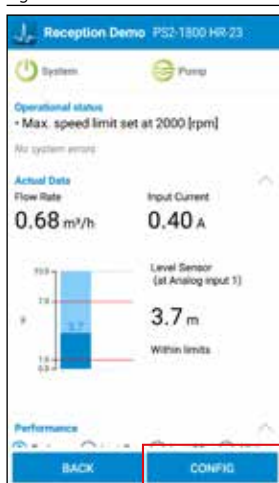 Reception Demo PS2-1800 HR-23
System Pump
Operational status
• Max. speed limit set at 2000 [rpm]
No system errors
Actual Data
Flow Rate Input Current
0.68 m³/h 0.40 A
Level Sensor
(at Analog input 1)
3.7 m
Within limits
3.7
Performance
BACK CONFIG